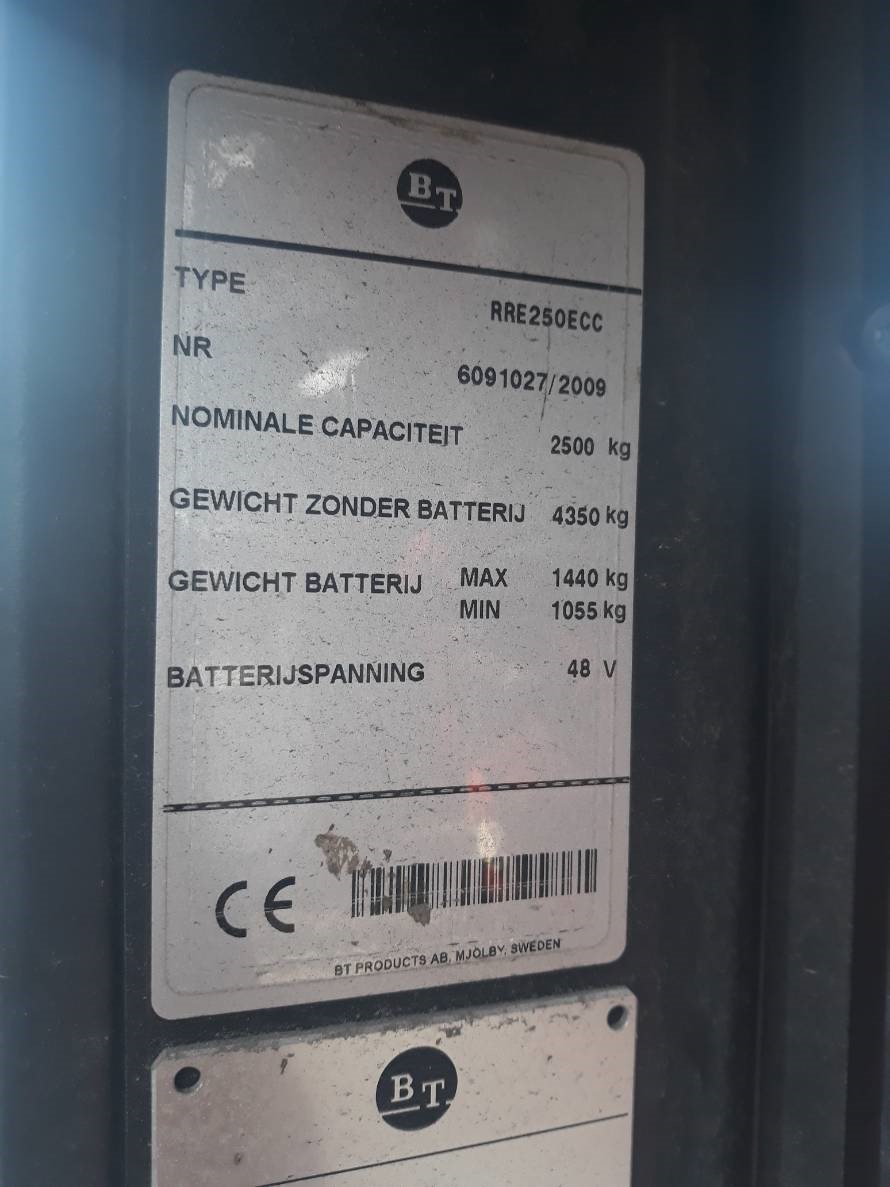 BT
TYPE RRE250ECC
NR 6091027/2009
NOMINALE CAPACITEIT 2500 kg
GEWICHT ZONDER BATTERIJ 4350 kg
GEWICHT BATTERIJ MAX 1440 kg
MIN 1055 kg
BATTERIJSPANNING 48 V
CE
BT PRODUCTS AB, MJÖLBY, SWEDEN
BT